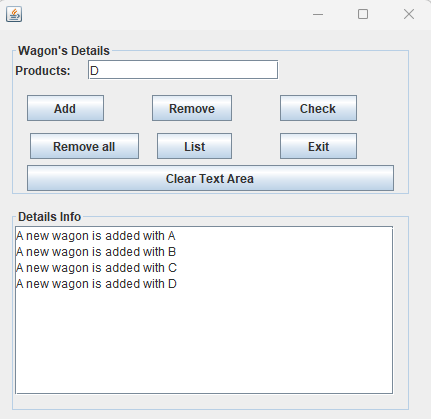 Wagon's Details
Products: D
Add Remove Check
Remove all List Exit
Clear Text Area
Details Info
A new wagon is added with A
A new wagon is added with B
A new wagon is added with C
A new wagon is added with D